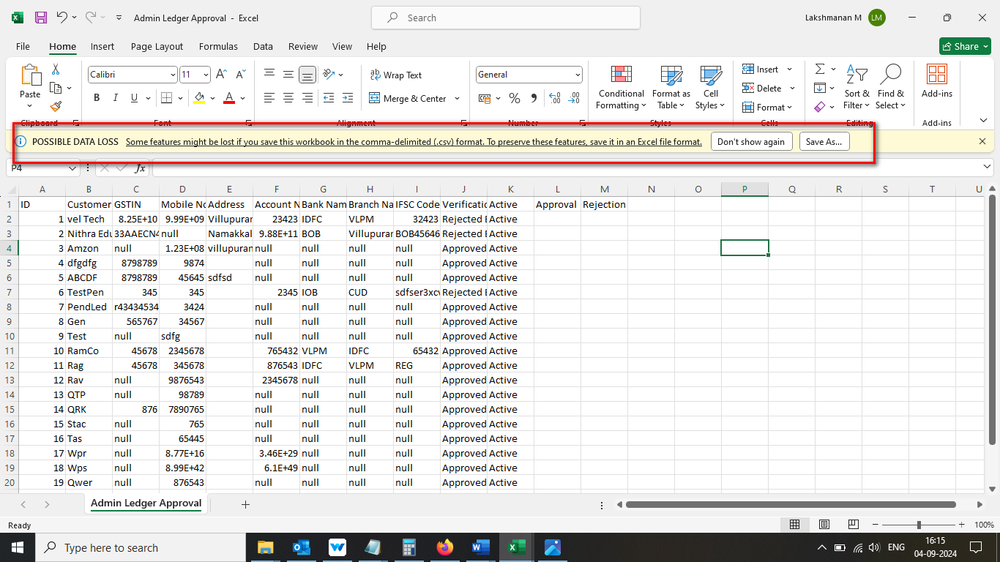 Admin Ledger Approval - Excel
Search
Lakshmanan M
LM
File Home Insert Page Layout Formulas Data Review View Help
Share
Paste
Clipboard
Calibri 11
B I U
Font
Wrap Text
Merge & Center
Alignment
General
Number
Conditional Formatting
Format as Table
Cell Styles
Styles
Insert
Delete
Format
Cells
Sort & Filter
Find & Select
Editing
Add-ins
Add-ins
POSSIBLE DATA LOSS Some features might be lost if you save this workbook in the comma-delimited (.csv) format. To preserve these features, save it in an Excel file format. Don't show again Save As...
P4 fx
A B C D E F G H I J K L M N O P Q R S T U
1 ID Customer GSTIN Mobile No Address Account N Bank Nam Branch Na IFSC Code Verificatio Active Approval Rejection
2 1 vel Tech 8.25E+10 9.99E+09 Villupuram 23423 IDFC VLPM 32423 Rejected B Active
3 2 Nithra Edu 33AAECN4 null Namakkal 9.88E+11 BOB Villupuram BOB45646 Rejected B Active
4 3 Amzon null 1.23E+08 villupuram null null null null Approved Active
5 4 dfgdfg 8798789 9874 null null null null Approved Active
6 5 ABCDF 8798789 45645 sdfsd null null null null Approved Active
7 6 TestPen 345 345 2345 IOB CUD sdfser3xcv Rejected B Active
8 7 PendLed r43434534 3424 null null null null Approved Active
9 8 Gen 565767 34567 null null null null Approved Active
10 9 Test null sdfg null null null null Approved Active
11 10 RamCo 45678 2345678 765432 VLPM IDFC 65432 Approved Active
12 11 Rag 45678 345678 876543 IDFC VLPM REG Approved Active
13 12 Rav null 9876543 2345678 null null null Approved Active
14 13 QTP null 98789 null null null null Approved Active
15 14 QRK 876 7890765 null null null null Approved Active
16 15 Stac null 765 null null null null Approved Active
17 16 Tas null 65445 null null null null Approved Active
18 17 Wpr null 8.77E+16 3.46E+29 null null null Approved Active
19 18 Wps null 8.99E+42 6.1E+49 null null null Approved Active
20 19 Qwer null 876543 null null null null Approved Active
Admin Ledger Approval
Ready
100%
Type here to search
ENG
16:15
04-09-2024